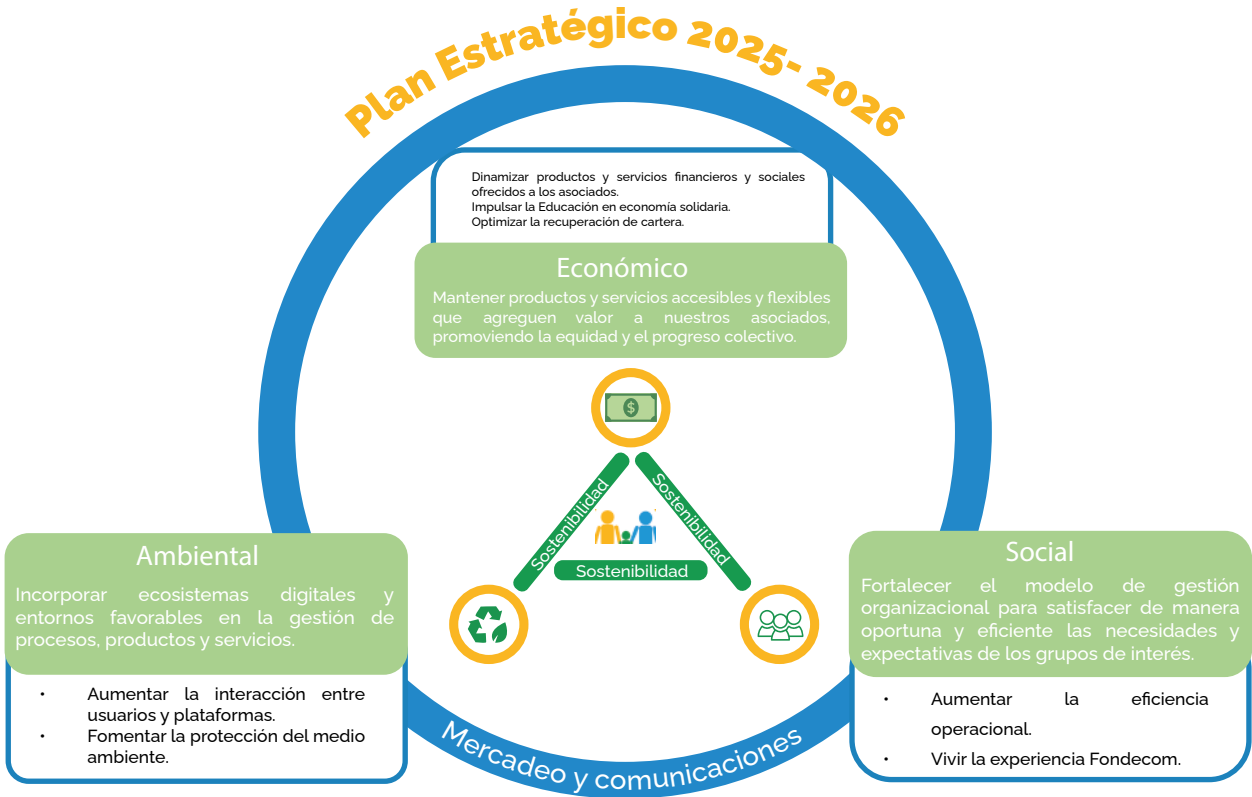 Plan Estratégico 2025- 2026
Dinamizar productos y servicios financieros y sociales
ofrecidos a los asociados.
Impulsar la Educación en economía solidaria.
Optimizar la recuperación de cartera.
Económico
Mantener productos y servicios accesibles y flexibles
que agreguen valor a nuestros asociados,
promoviendo la equidad y el progreso colectivo.
$
Sostenibilidad
Sostenibilidad
Sostenibilidad
Ambiental
Incorporar ecosistemas digitales y
entornos favorables en la gestión de
procesos, productos y servicios.
• Aumentar la interacción entre
usuarios y plataformas.
• Fomentar la protección del medio
ambiente.
Social
Fortalecer el modelo de gestión
organizacional para satisfacer de manera
oportuna y eficiente las necesidades y
expectativas de los grupos de interés.
• Aumentar la eficiencia
operacional.
• Vivir la experiencia Fondecom.
Mercadeo y comunicaciones